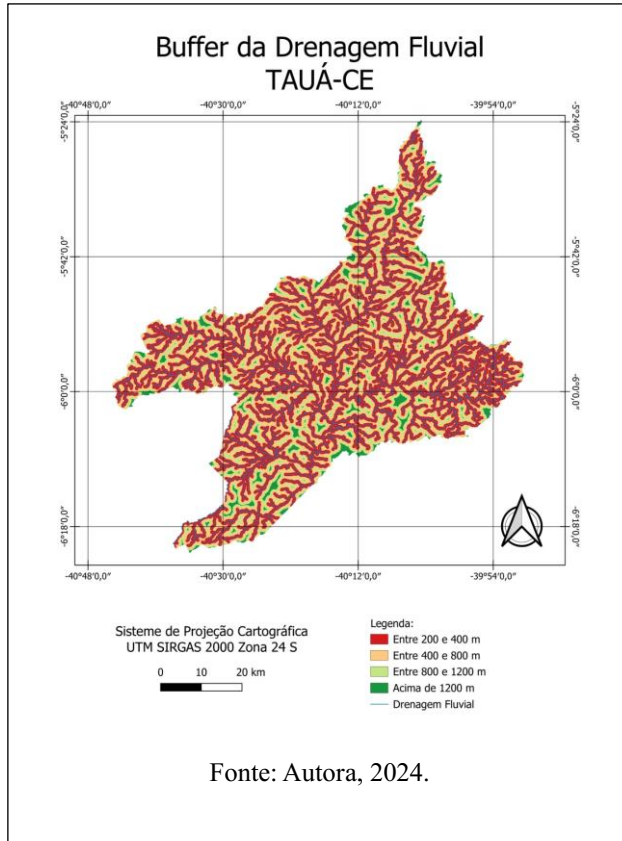 Buffer da Drenagem Fluvial
TAUÁ-CE
-40°48'0,0" -40°30'0,0" -40°12'0,0" -39°54'0,0"
-5°24'0,0" -5°24'0,0"
-5°42'0,0" -5°42'0,0"
-6°0'0,0" -6°0'0,0"
-6°18'0,0" -6°18'0,0"
-40°48'0,0" -40°30'0,0" -40°12'0,0" -39°54'0,0"
Sisteme de Projeção Cartográfica
UTM SIRGAS 2000 Zona 24 S
0 10 20 km
Legenda:
Entre 200 e 400 m
Entre 400 e 800 m
Entre 800 e 1200 m
Acima de 1200 m
Drenagem Fluvial
Fonte: Autora, 2024.